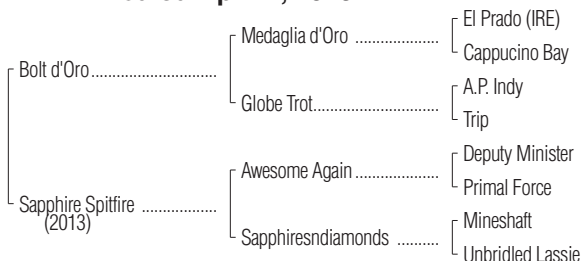 El Prado (IRE)
Medaglia d'Oro ..................
Cappucino Bay
Bolt d'Oro............................
A.P. Indy
Globe Trot............................
Trip
Deputy Minister
Awesome Again ..................
Primal Force
Sapphire Spitfire .................
(2013)
Mineshaft
Sapphiresndiamonds .........
Unbridled Lassie